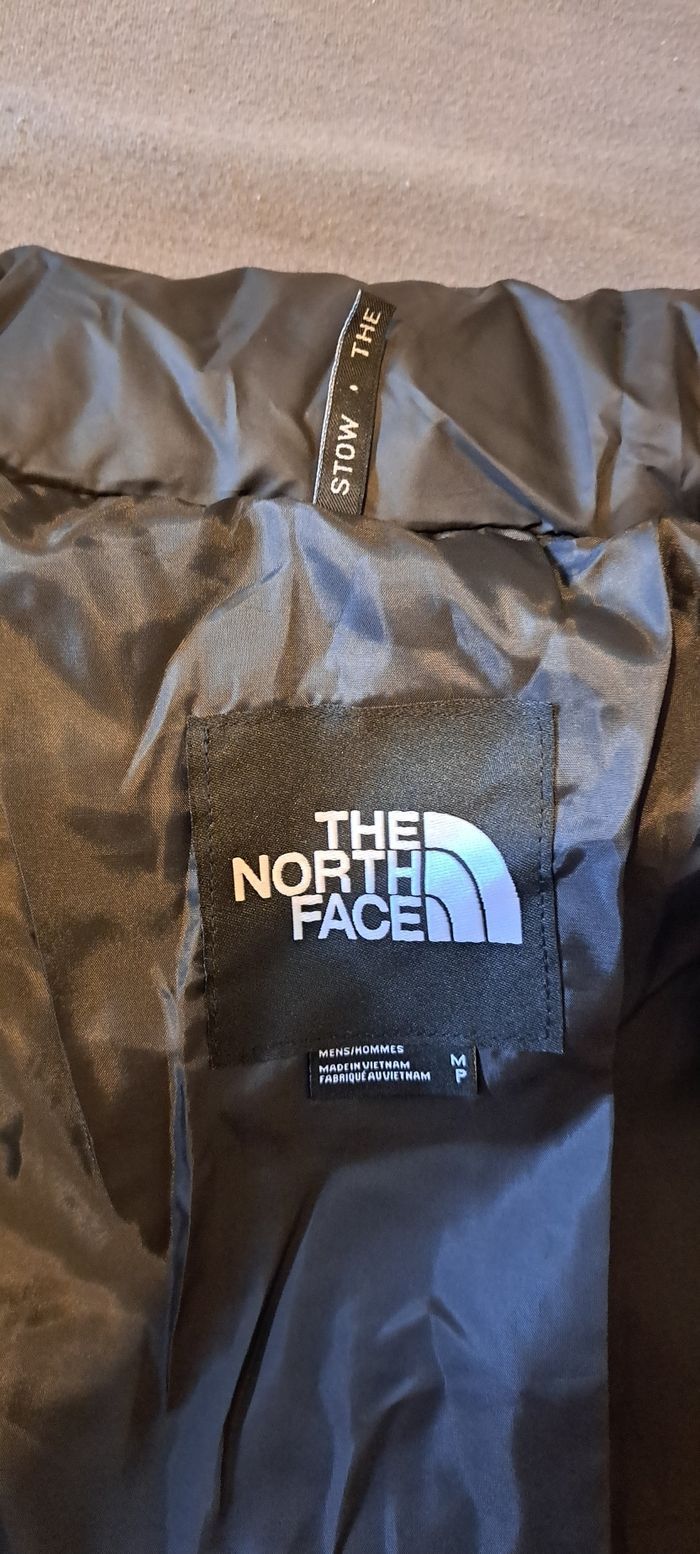 STOW · THE
THE
NORTH
FACE
MENS/HOMMES
MADE IN VIETNAM
FABRIQUÉ AU VIETNAM
M
P